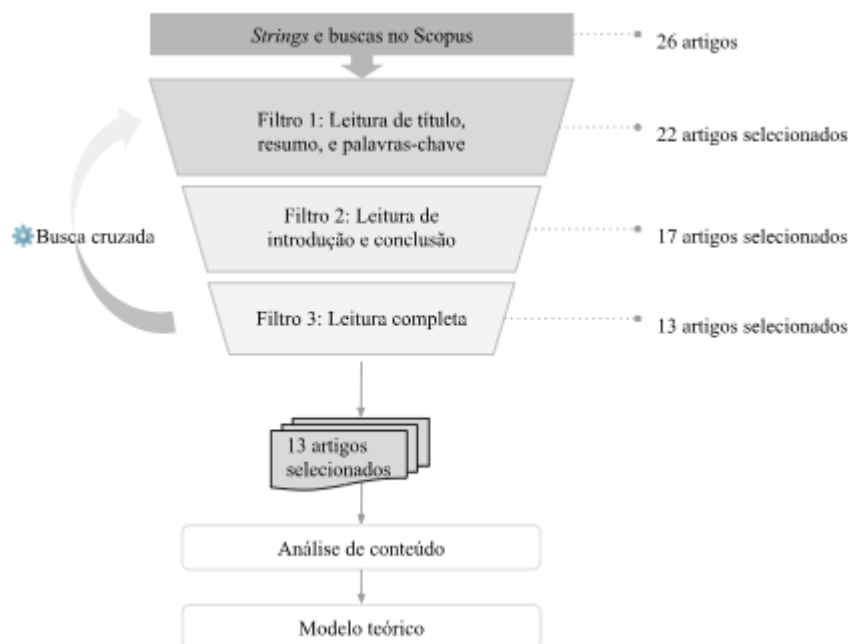 Strings e buscas no Scopus
26 artigos
Filtro 1: Leitura de título,
resumo, e palavras-chave
22 artigos selecionados
Filtro 2: Leitura de
introdução e conclusão
17 artigos selecionados
Busca cruzada
Filtro 3: Leitura completa
13 artigos selecionados
13 artigos
selecionados
Análise de conteúdo
Modelo teórico